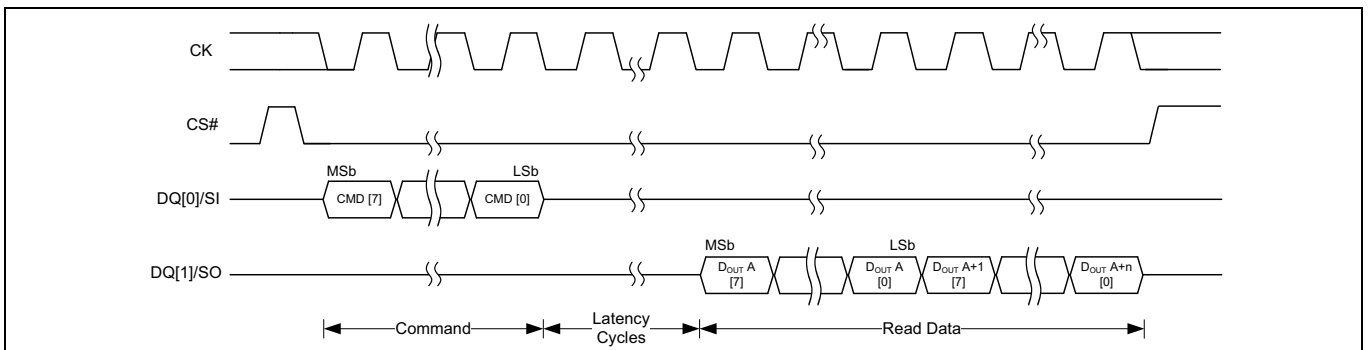 CK
CS#
MSb LSb
DQ[0]/SI CMD [7] CMD [0]
MSb LSb
DQ[1]/SO DOUT A [7] DOUT A [0] DOUT A+1 [7] DOUT A+n [0]
Command Latency Cycles Read Data